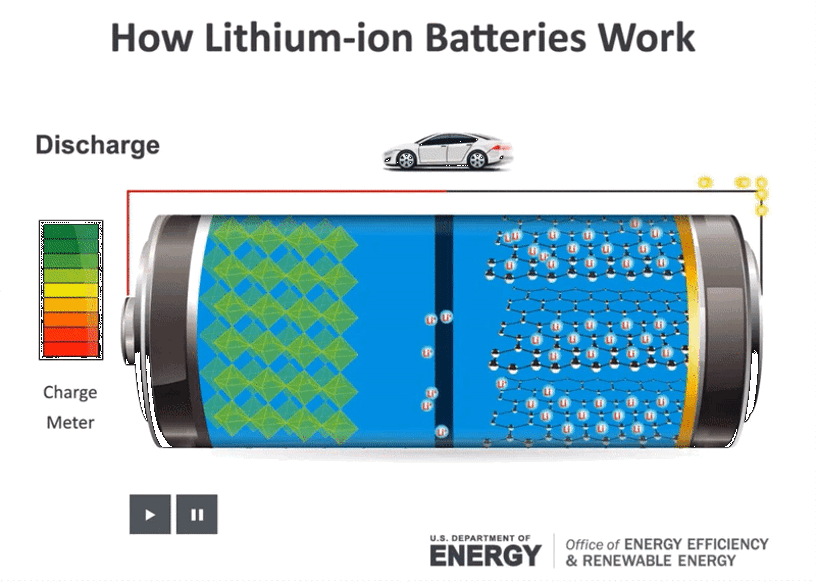 How Lithium-ion Batteries Work
Discharge
Charge
Meter
U.S. DEPARTMENT OF
ENERGY
Office of ENERGY EFFICIENCY
& RENEWABLE ENERGY